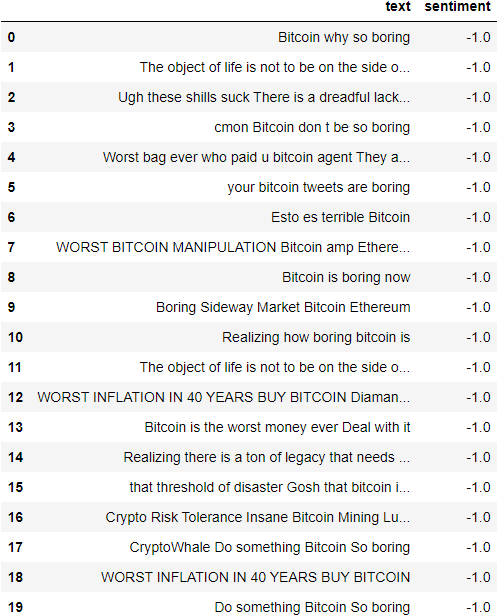 text sentiment
0 Bitcoin why so boring -1.0
1 The object of life is not to be on the side o... -1.0
2 Ugh these shills suck There is a dreadful lack... -1.0
3 cmon Bitcoin don t be so boring -1.0
4 Worst bag ever who paid u bitcoin agent They a... -1.0
5 your bitcoin tweets are boring -1.0
6 Esto es terrible Bitcoin -1.0
7 WORST BITCOIN MANIPULATION Bitcoin amp Ethere... -1.0
8 Bitcoin is boring now -1.0
9 Boring Sideway Market Bitcoin Ethereum -1.0
10 Realizing how boring bitcoin is -1.0
11 The object of life is not to be on the side o... -1.0
12 WORST INFLATION IN 40 YEARS BUY BITCOIN Diaman... -1.0
13 Bitcoin is the worst money ever Deal with it -1.0
14 Realizing there is a ton of legacy that needs ... -1.0
15 that threshold of disaster Gosh that bitcoin i... -1.0
16 Crypto Risk Tolerance Insane Bitcoin Mining Lu... -1.0
17 CryptoWhale Do something Bitcoin So boring -1.0
18 WORST INFLATION IN 40 YEARS BUY BITCOIN -1.0
19 Do something Bitcoin So boring -1.0